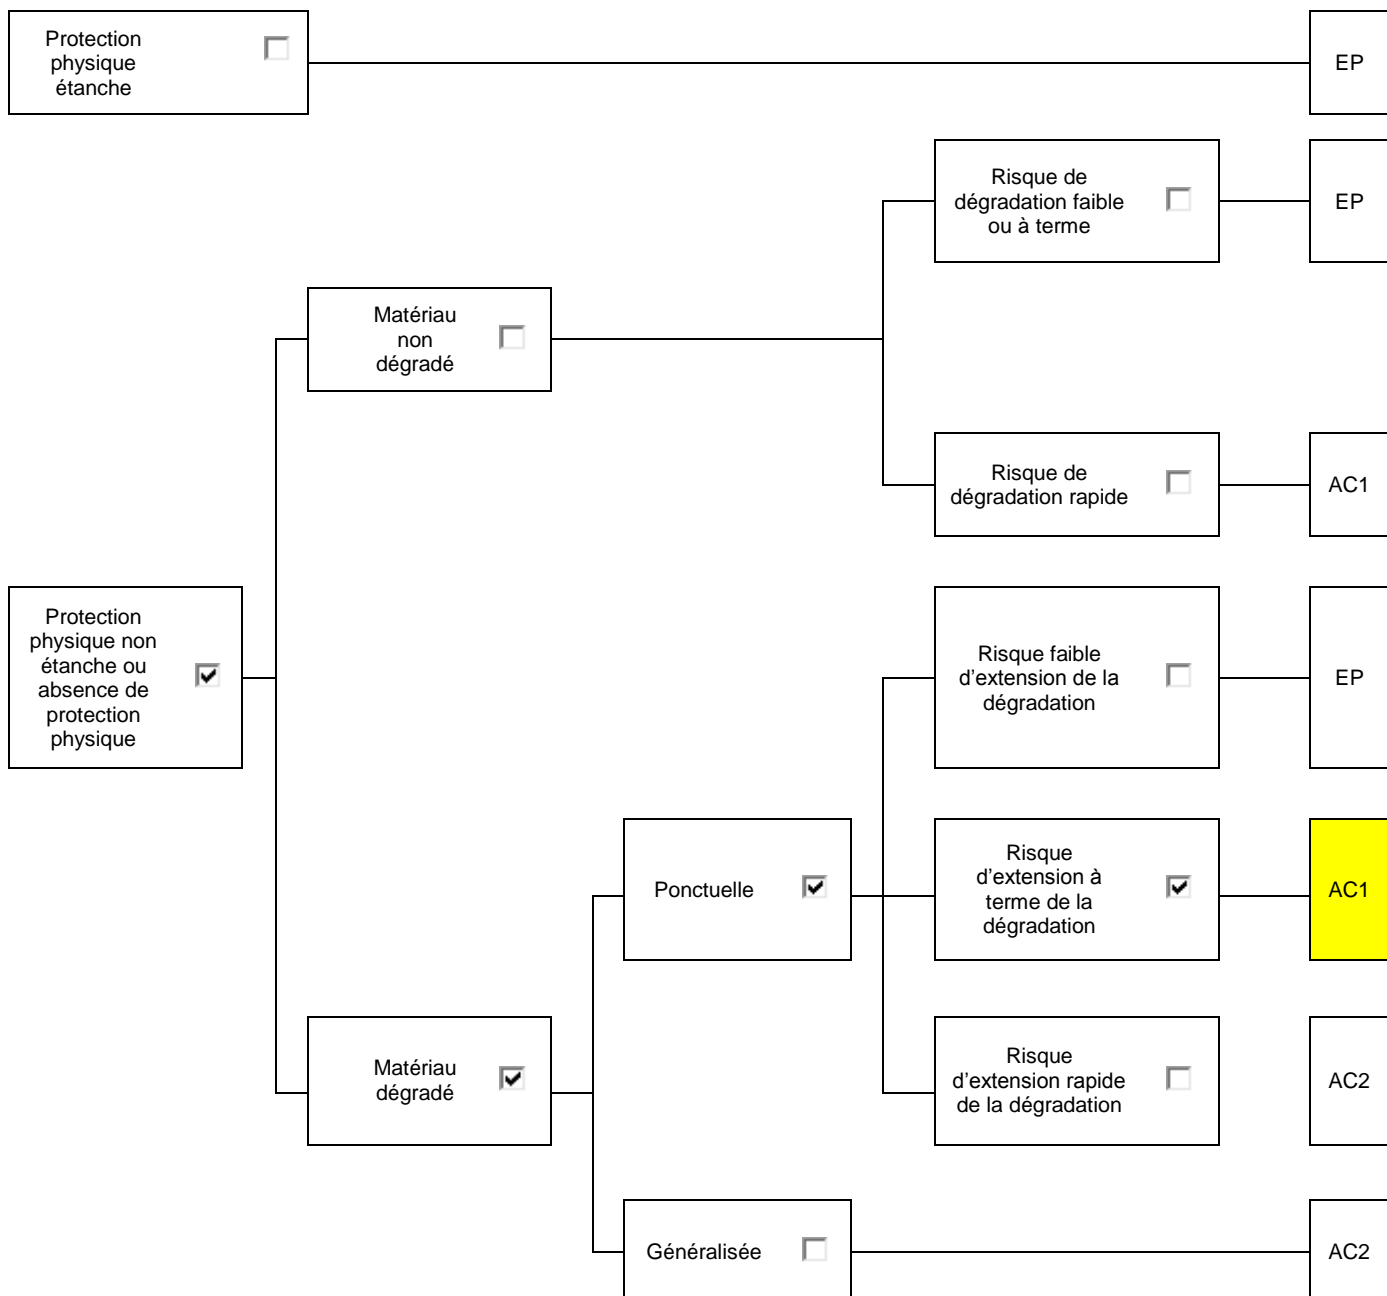 Protection
physique
étanche
EP
Risque de
dégradation faible
ou à terme
EP
Matériau
non
dégradé
Risque de
dégradation rapide
AC1
Protection
physique non
étanche ou
absence de
protection
physique
Risque faible
d'extension de la
dégradation
EP
Ponctuelle
Risque
d'extension à
terme de la
dégradation
AC1
Matériau
dégradé
Risque
d'extension rapide
de la dégradation
AC2
Généralisée
AC2